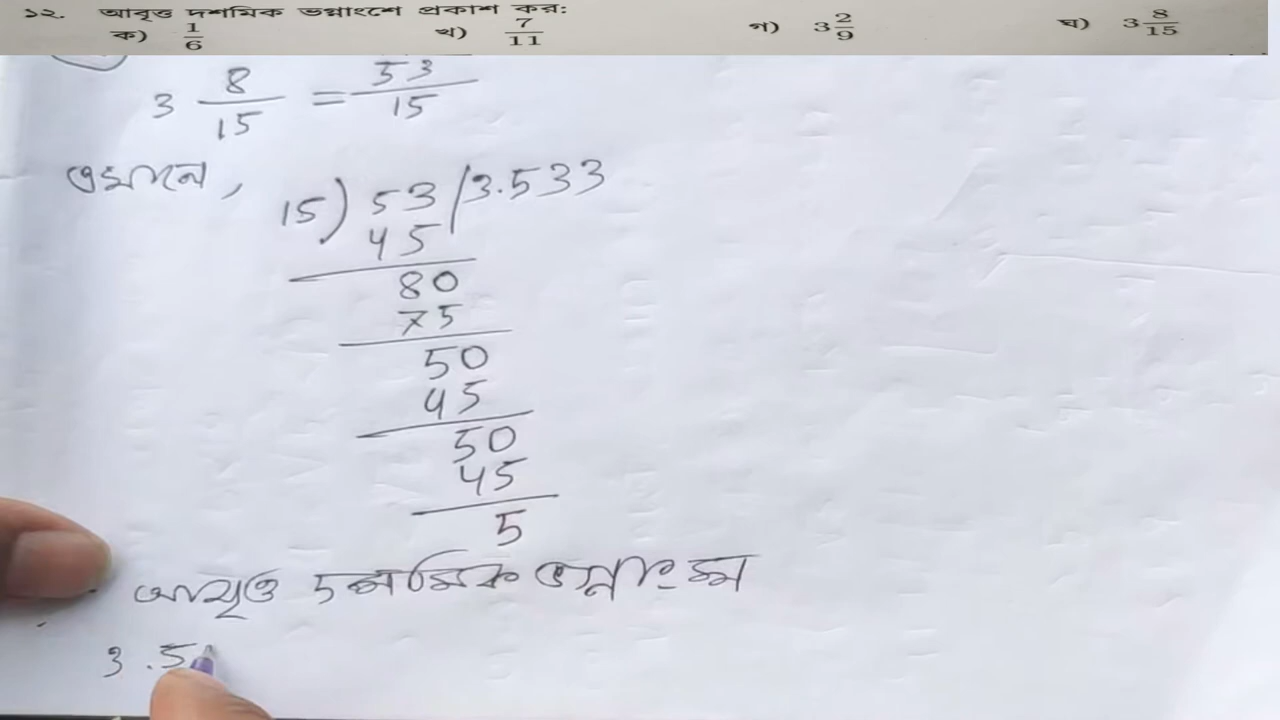 ১২. আবৃত্ত দশমিক ভগ্নাংশে প্রকাশ কর:
ক) 1/6 খ) 7/11 গ) 3 2/9 ঘ) 3 8/15
3 8/15 = 53/15
এখানে, 15 ) 53 / 3.533
45
80
75
50
45
50
45
5
আবৃত্ত দশমিক ভগ্নাংশ
3.5